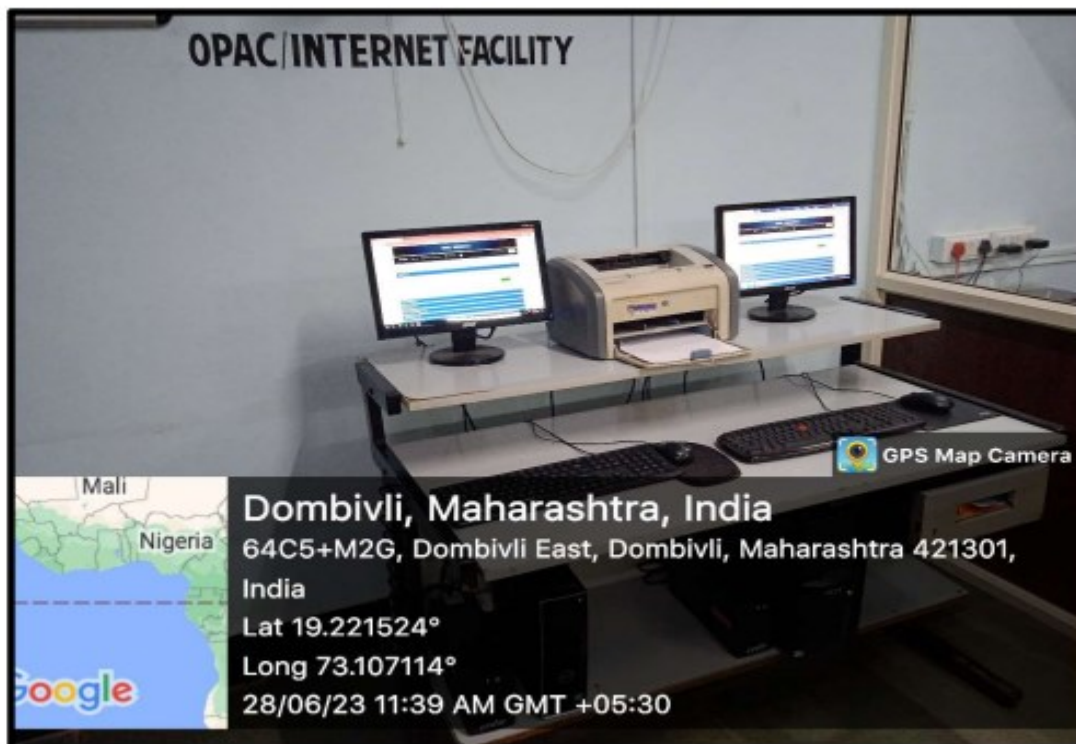 OPAC/INTERNET FACILITY
GPS Map Camera
Mali
Nigeria
Google
Dombivli, Maharashtra, India
64C5+M2G, Dombivli East, Dombivli, Maharashtra 421301,
India
Lat 19.221524°
Long 73.107114°
28/06/23 11:39 AM GMT +05:30